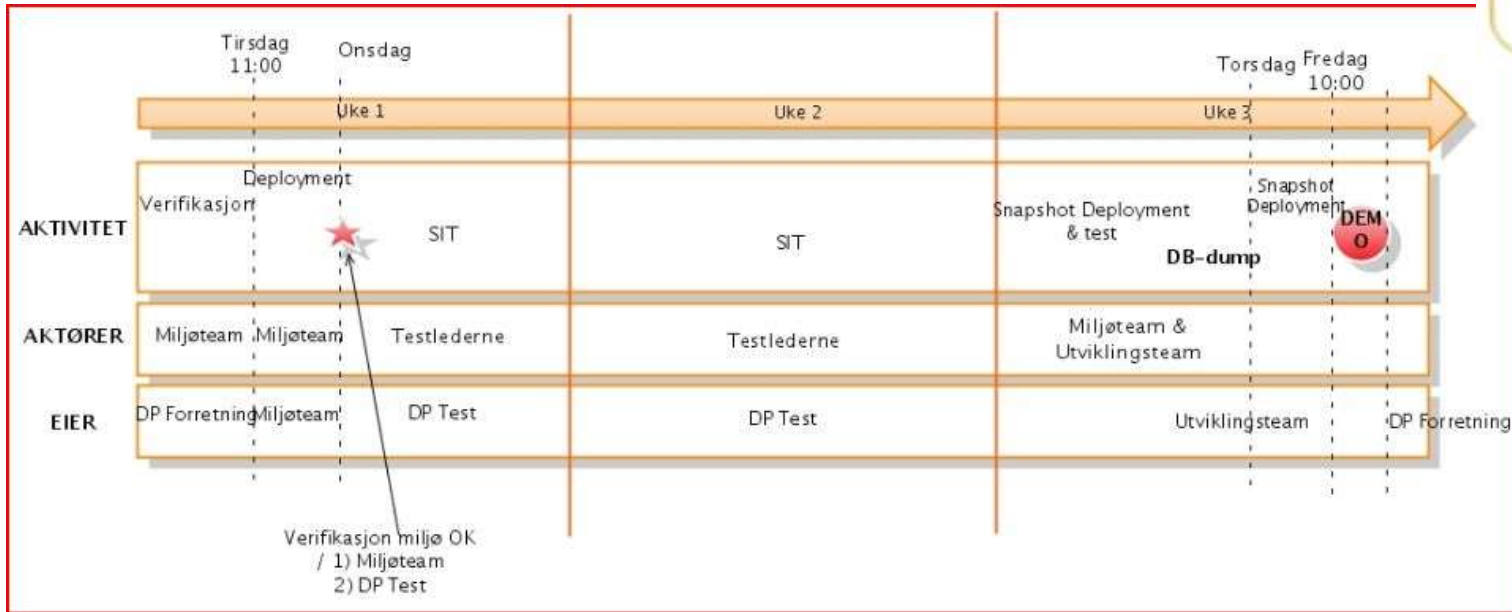 Tirsdag
11:00
Onsdag
Torsdag
Fredag
10:00
Uke 1
Uke 2
Uke 3
AKTIVITET
Verifikasjon
Deployment
SIT
SIT
Snapshot Deployment
& test
DB-dump
Snapshot
Deployment
DEM
O
AKTØRER
Miljøteam
Miljøteam
Testlederne
Testlederne
Miljøteam &
Utviklingsteam
EIER
DP Forretning
Miljøteam
DP Test
DP Test
Utviklingsteam
DP Forretning
Verifikasjon miljø OK
/ 1) Miljøteam
2) DP Test